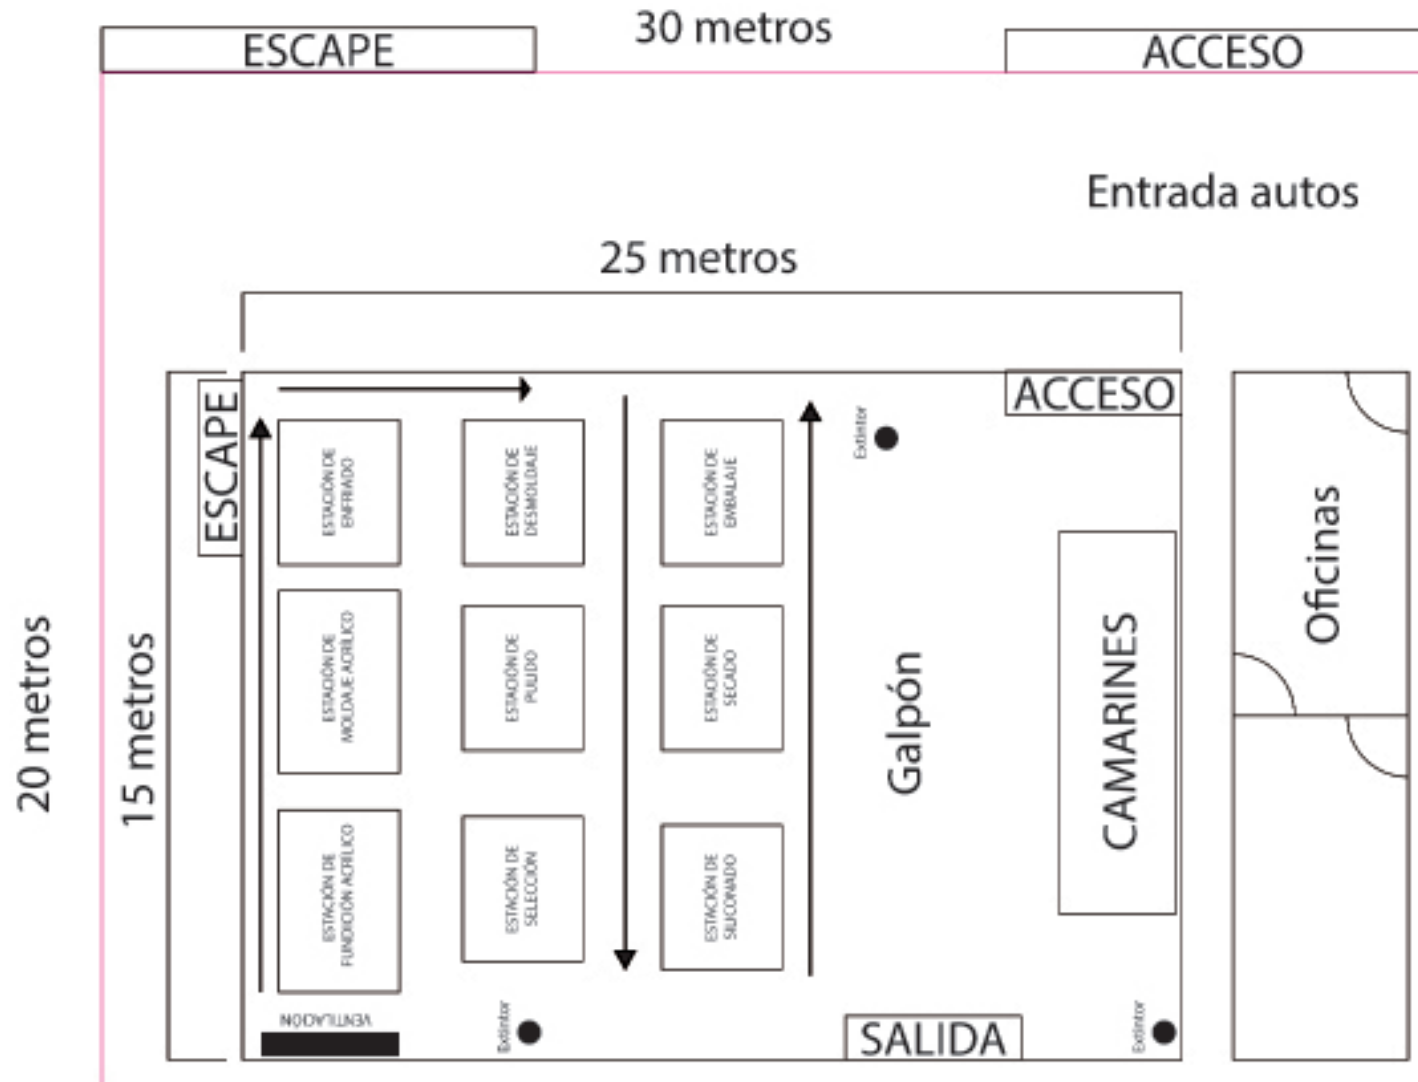 30 metros
ESCAPE
ACCESO
Entrada autos
25 metros
ESCAPE
ACCESO
Extintor
ESTACIÓN DE
ENFRIADO
ESTACIÓN DE
DESMOLDAJE
ESTACIÓN DE
EMBALAJE
Oficinas
20 metros
15 metros
ESTACIÓN DE
MOLDAJE ACRÍLICO
ESTACIÓN DE
PULIDO
ESTACIÓN DE
SECADO
Galpón
CAMARINES
ESTACIÓN DE
FUNDICIÓN ACRÍLICO
ESTACIÓN DE
SELECCIÓN
ESTACIÓN DE
SILICONADO
VENTILACIÓN
Extintor
SALIDA
Extintor